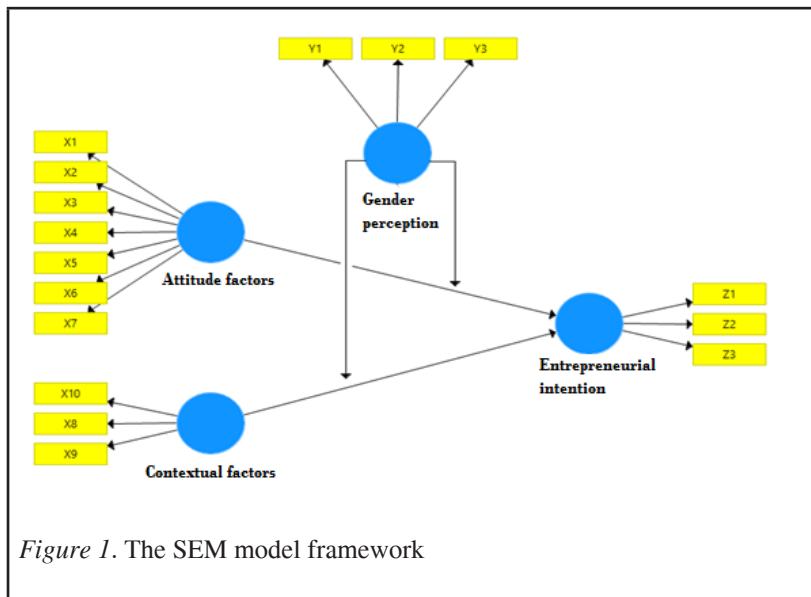 Y1
Y2
Y3
X1
X2
X3
X4
X5
X6
X7
Gender
perception
Attitude factors
Z1
Z2
Z3
Entrepreneurial
intention
X10
X8
X9
Contextual factors
Figure 1. The SEM model framework